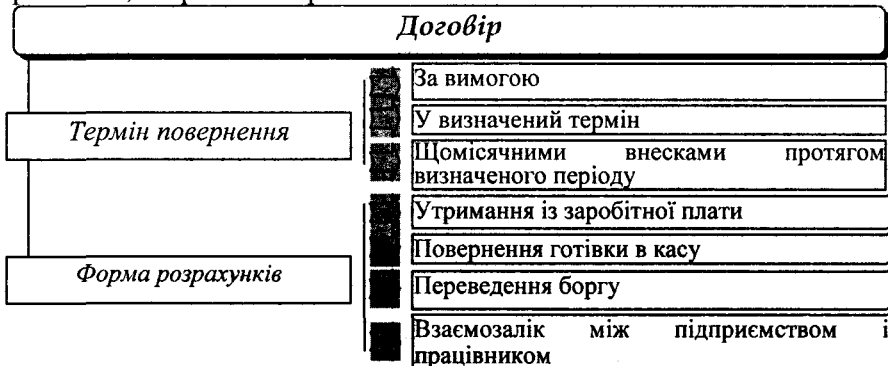 Договір
Термін повернення
За вимогою
У визначений термін
Щомісячними внесками протягом
визначеного періоду
Форма розрахунків
Утримання із заробітної плати
Повернення готівки в касу
Переведення боргу
Взаємозалік між підприємством і
працівником